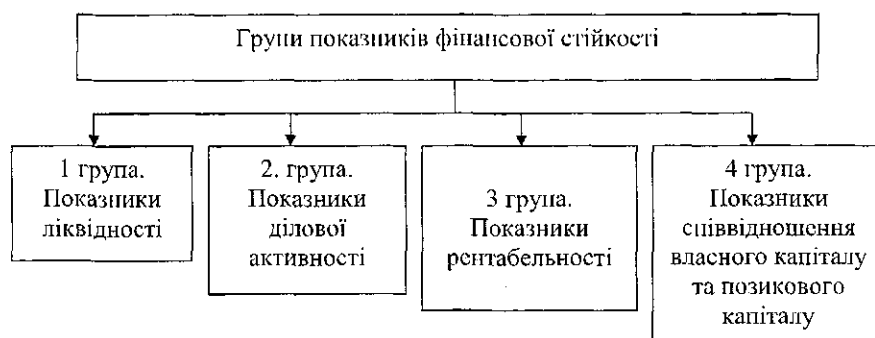 Групи показників фінансової стійкості
1 група.
Показники
ліквідності
2. група.
Показники
ділової
активності
3 група.
Показники
рентабельності
4 група.
Показники
співвідношення
власного капіталу
та позикового
капіталу